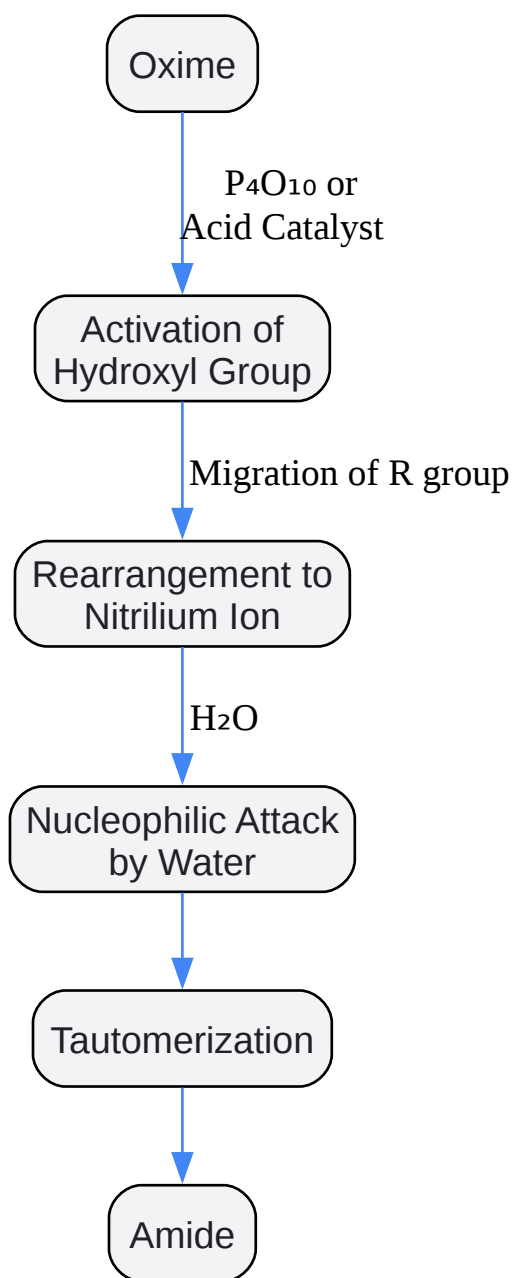 Oxime
P₄O₁₀ or
Acid Catalyst
Activation of
Hydroxyl Group
Migration of R group
Rearrangement to
Nitrilium Ion
H₂O
Nucleophilic Attack
by Water
Tautomerization
Amide